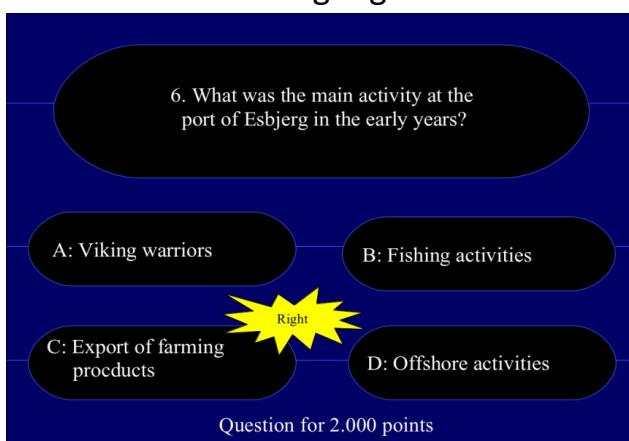 6. What was the main activity at the
port of Esbjerg in the early years?
A: Viking warriors
B: Fishing activities
Right
C: Export of farming
procducts
D: Offshore activities
Question for 2.000 points